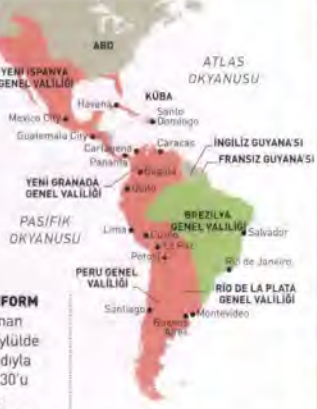 ABD
ATLAS
OKYANUSU
YENİ İSPANYA
GENEL VALİLİĞİ
Havana
KÜBA
Santo
Domingo
Mexico City
Guatemala City
Cartagena
Caracas
Panama
İNGİLİZ GUYANA'SI
FRANSIZ GUYANA'SI
Bogota
YENİ GRANADA
GENEL VALİLİĞİ
Quito
PASİFİK
OKYANUSU
BREZİLYA
GENEL VALİLİĞİ
Lima
Cuzco
La Paz
Salvador
Potosi
Rio de Janeiro
PERU GENEL
VALİLİĞİ
RİO DE LA PLATA
GENEL VALİLİĞİ
Santiago
Montevideo
Buenos
Aires
FORM
nan
eylülde
dıyla
30'u